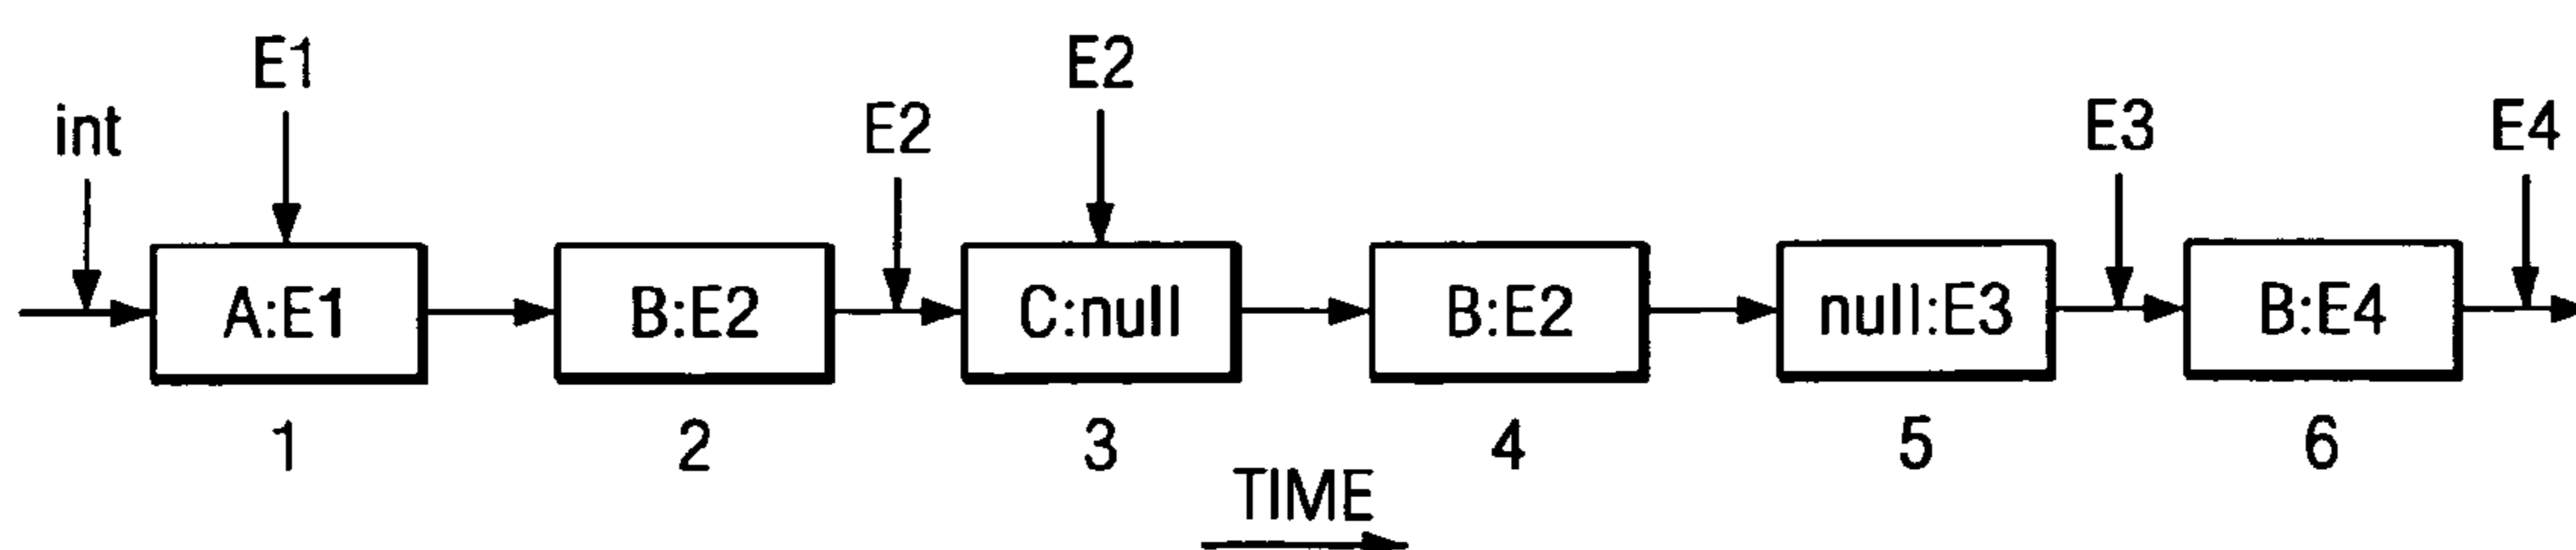 E1 E2
int E2 E3 E4
A:E1 B:E2 C:null B:E2 null:E3 B:E4
1 2 3 4 5 6
TIME